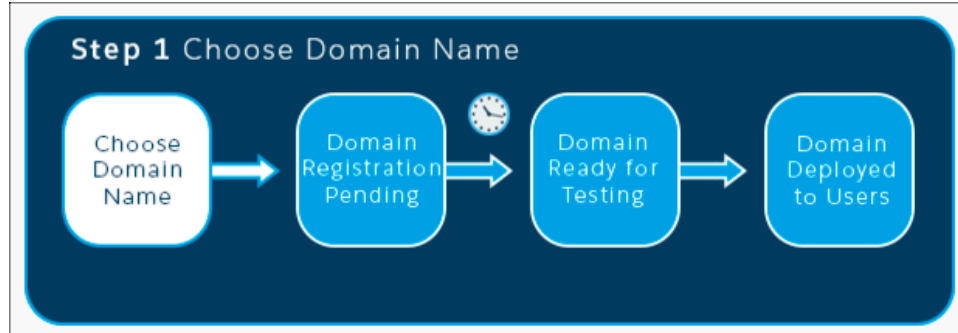 Step 1 Choose Domain Name
Choose
Domain
Name
Domain
Registration
Pending
Domain
Ready for
Testing
Domain
Deployed
to Users